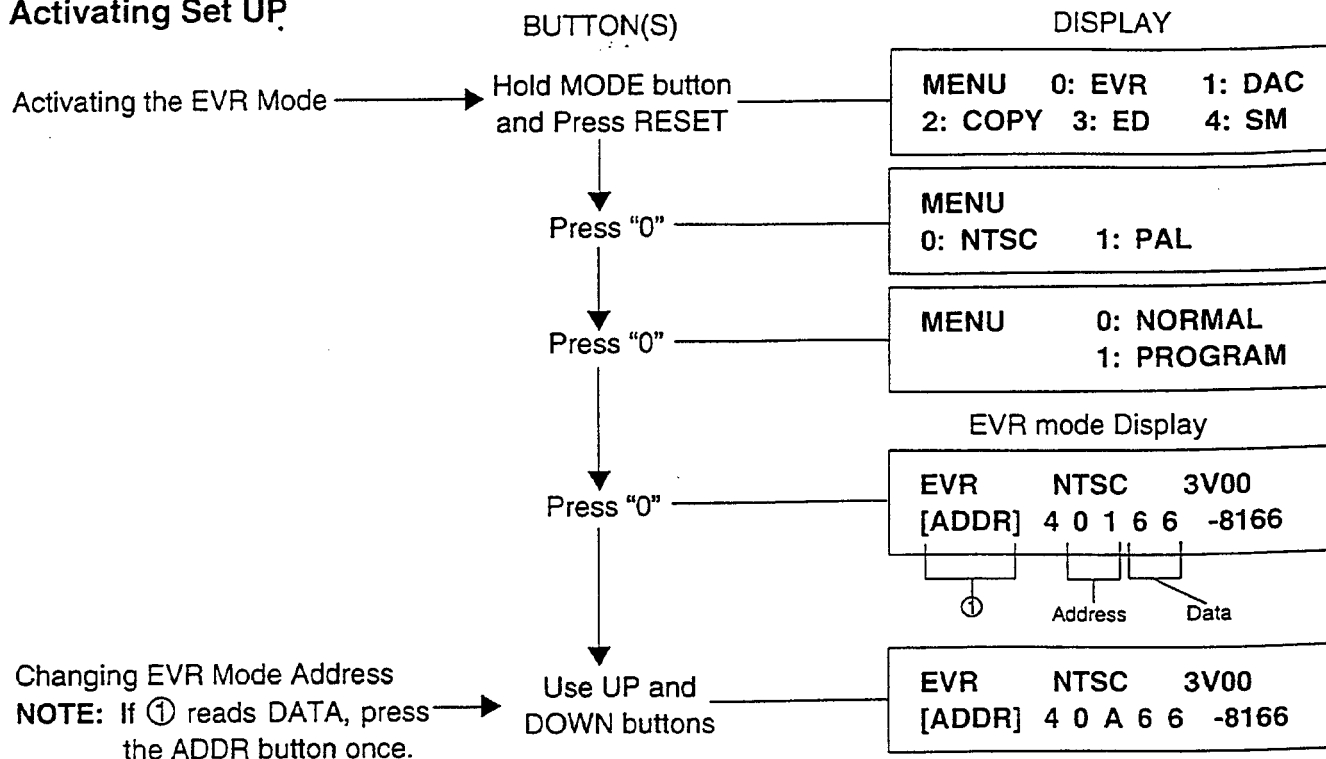 Activating Set UP
BUTTON(S)
DISPLAY
Activating the EVR Mode
Hold MODE button
and Press RESET
MENU 0: EVR 1: DAC
2: COPY 3: ED 4: SM
Press “0”
MENU
0: NTSC 1: PAL
Press “0”
MENU 0: NORMAL
1: PROGRAM
EVR mode Display
Press “0”
EVR NTSC 3V00
[ADDR] 4 0 1 6 6 -8166
① Address Data
Changing EVR Mode Address
NOTE: If ① reads DATA, press
the ADDR button once.
Use UP and
DOWN buttons
EVR NTSC 3V00
[ADDR] 4 0 A 6 6 -8166